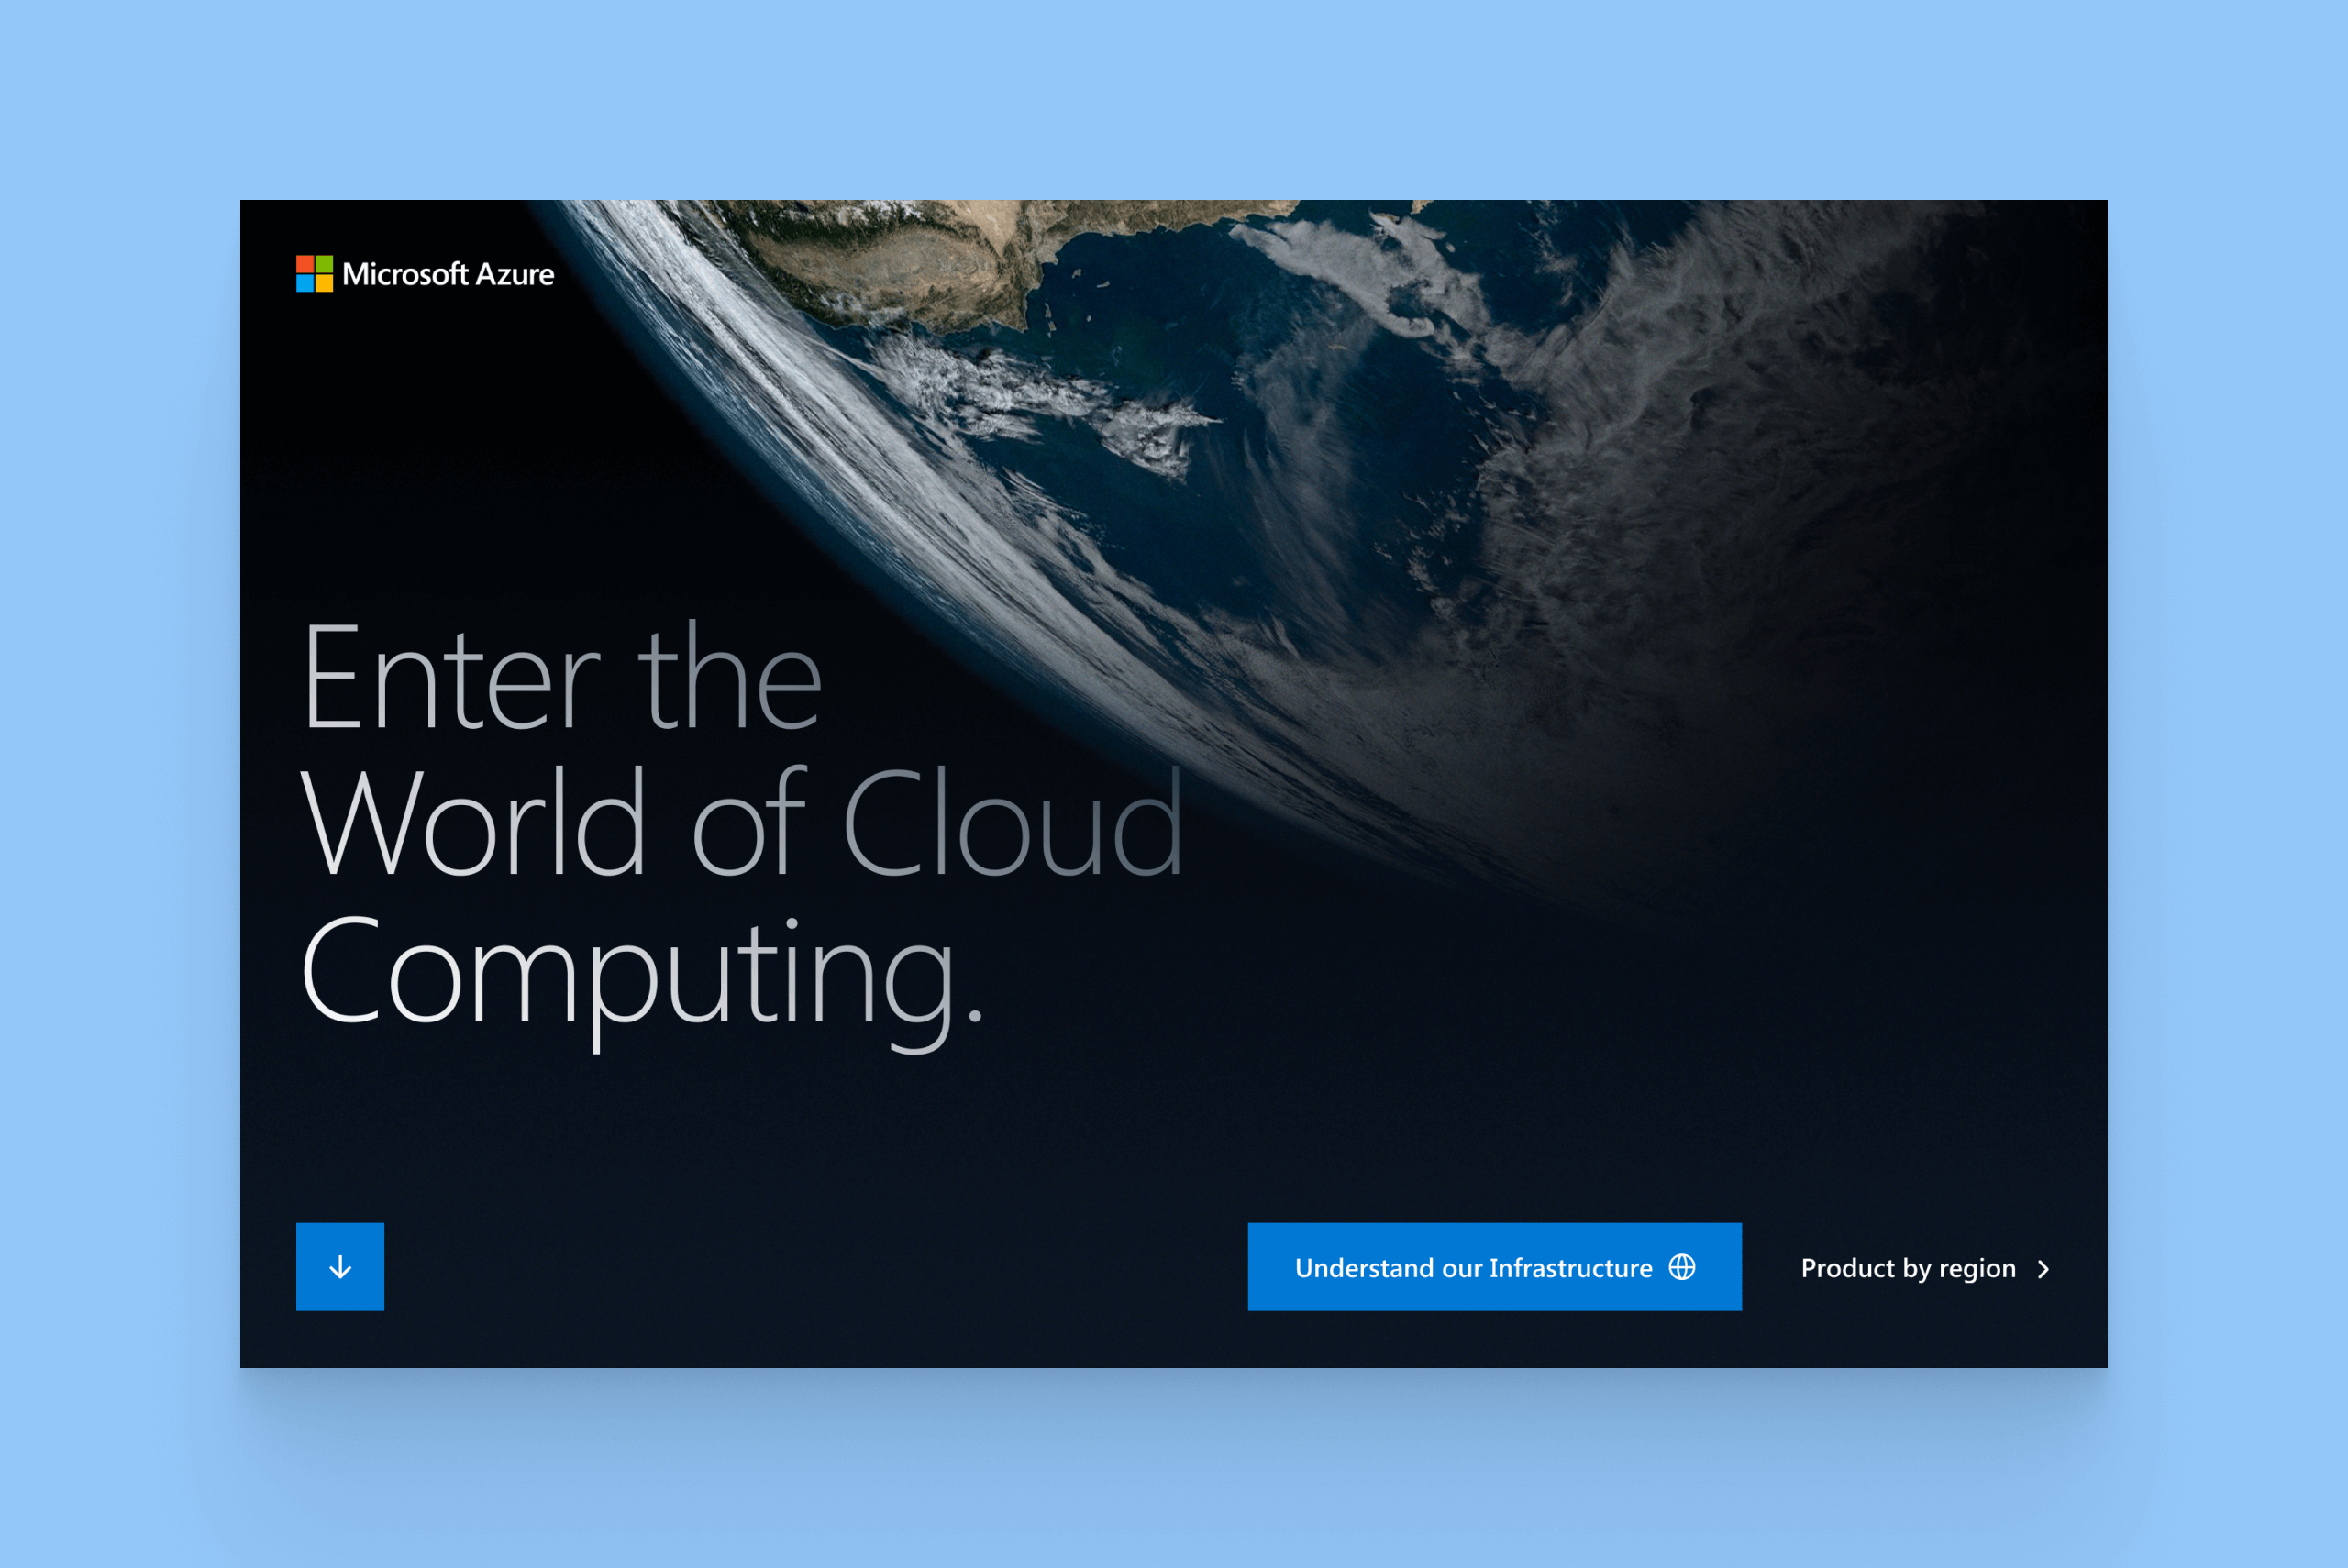 Microsoft Azure
Enter the
World of Cloud
Computing.
Understand our Infrastructure
Product by region